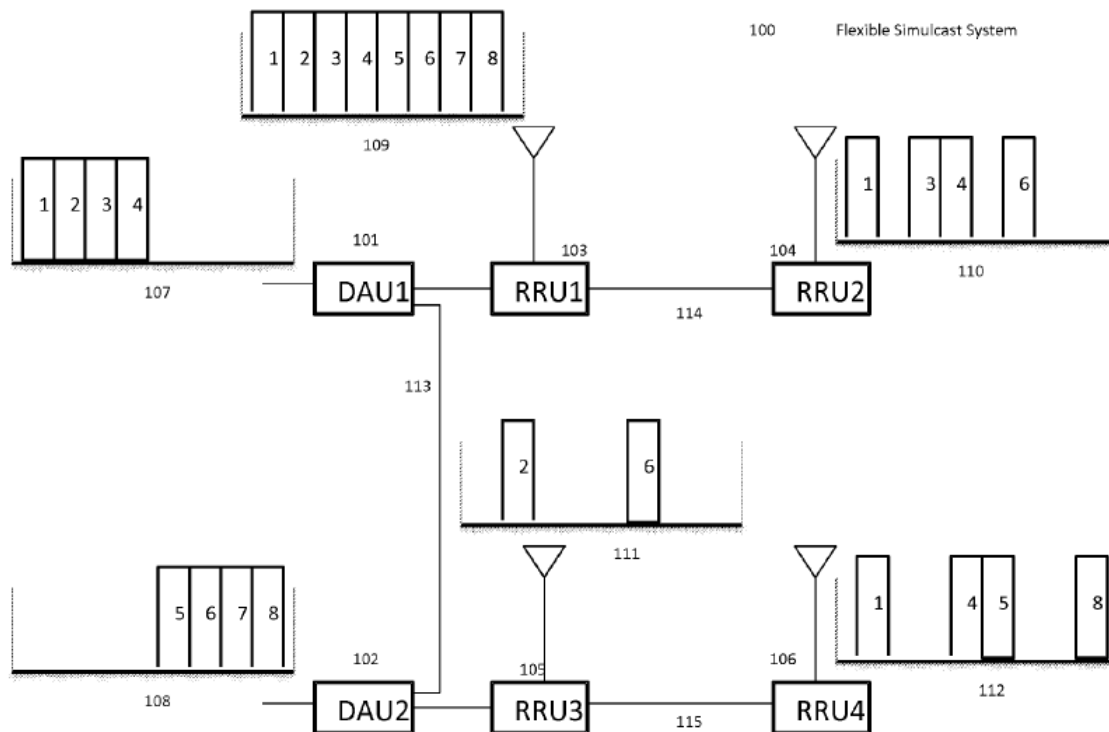 100 Flexible Simulcast System
1 2 3 4 5 6 7 8
109
1 2 3 4
107
1 3 4 6
110
101
103
104
DAU1
RRU1
RRU2
114
113
2 6
111
5 6 7 8
108
1 4 5 8
112
102
105
106
DAU2
RRU3
RRU4
115